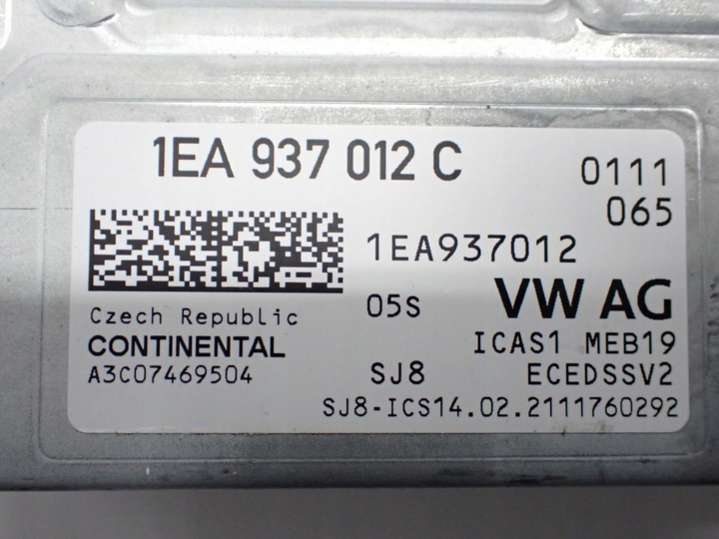 1EA 937 012 C
0111
065
1EA937012
05S
VW AG
Czech Republic
CONTINENTAL
ICAS1 MEB19
A3C07469504
SJ8
ECEDSSV2
SJ8-ICS14.02.2111760292